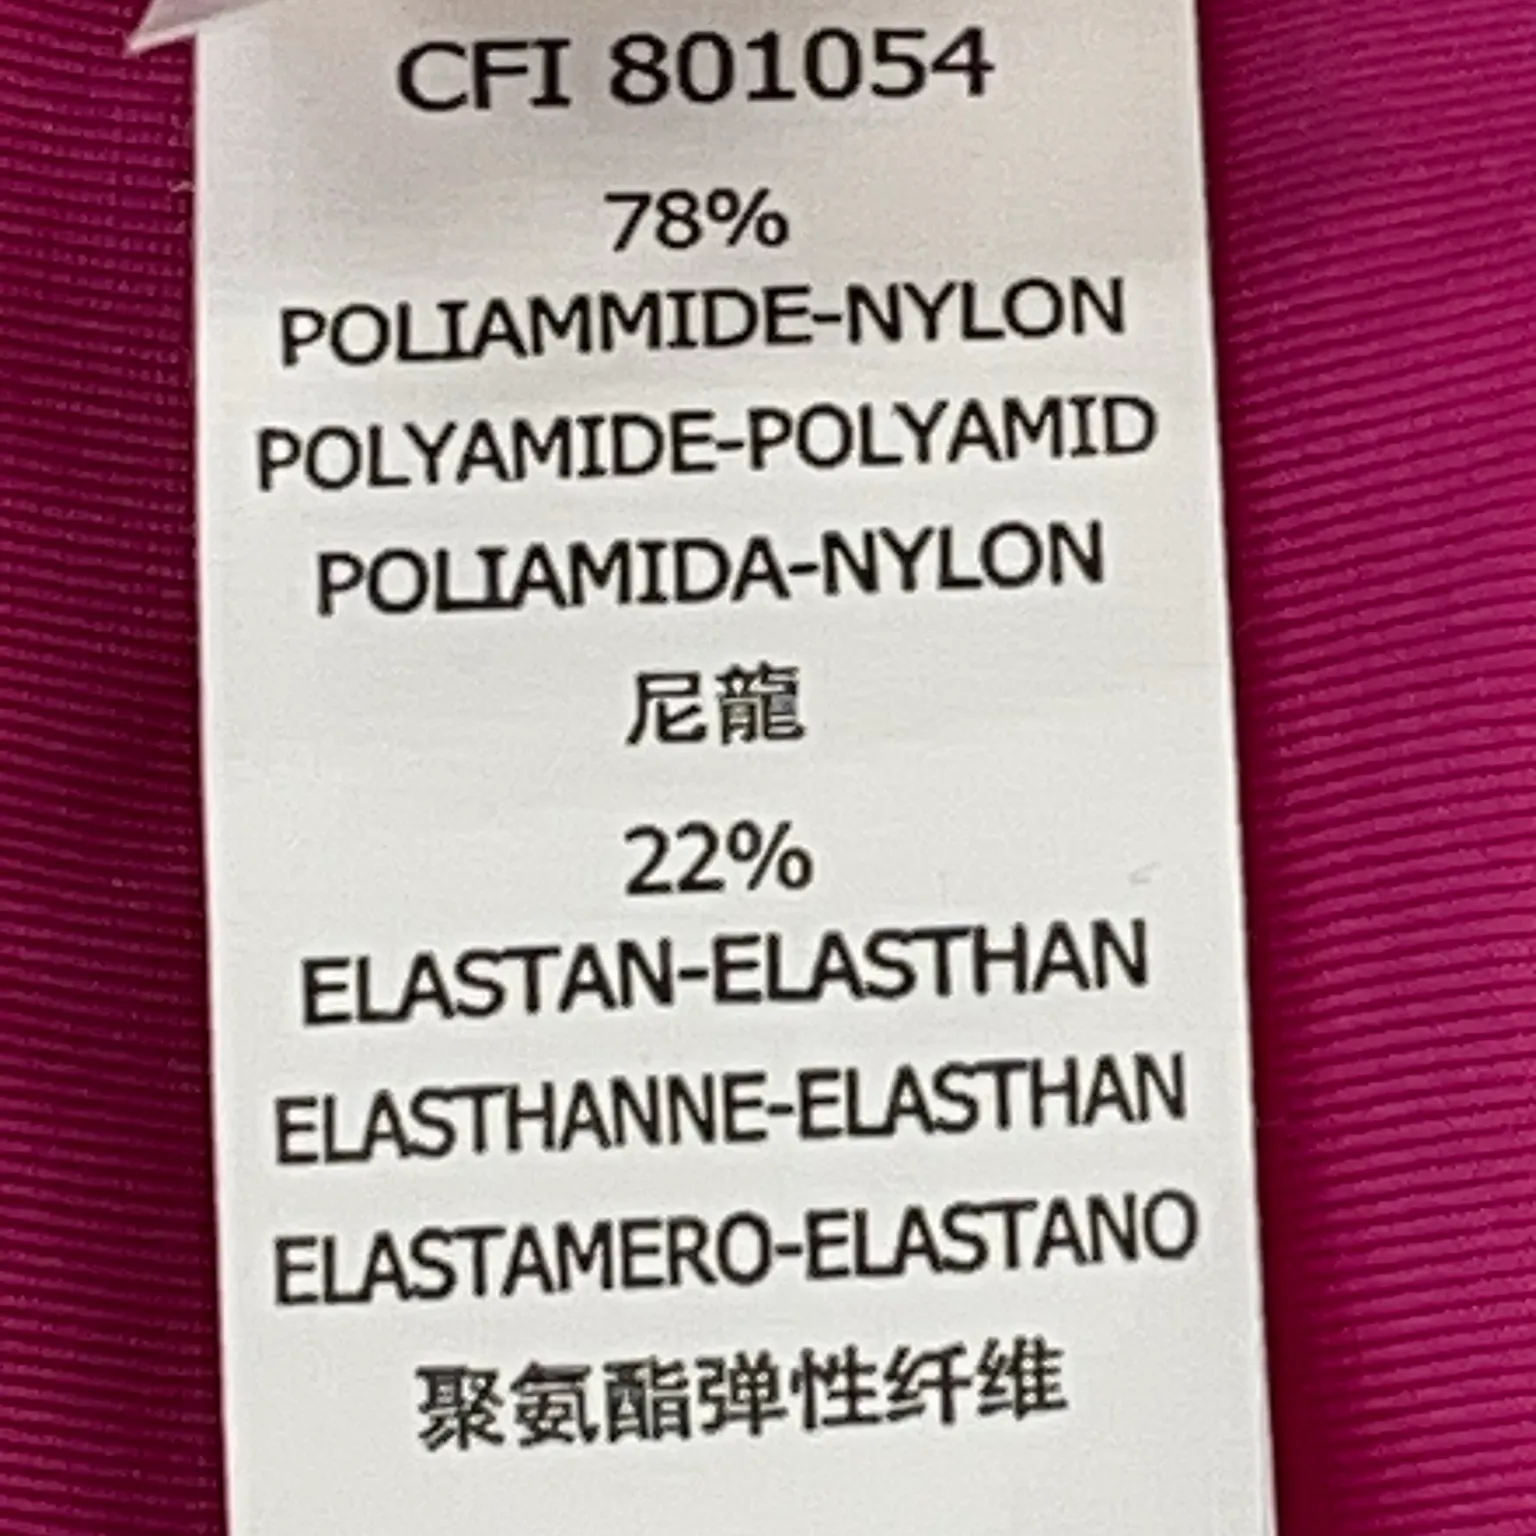 CFI 801054
78%
POLIAMMIDE-NYLON
POLYAMIDE-POLYAMID
POLIAMIDA-NYLON
尼龍
22%
ELASTAN-ELASTHAN
ELASTHANNE-ELASTHAN
ELASTAMERO-ELASTANO
聚氨酯弹性纤维